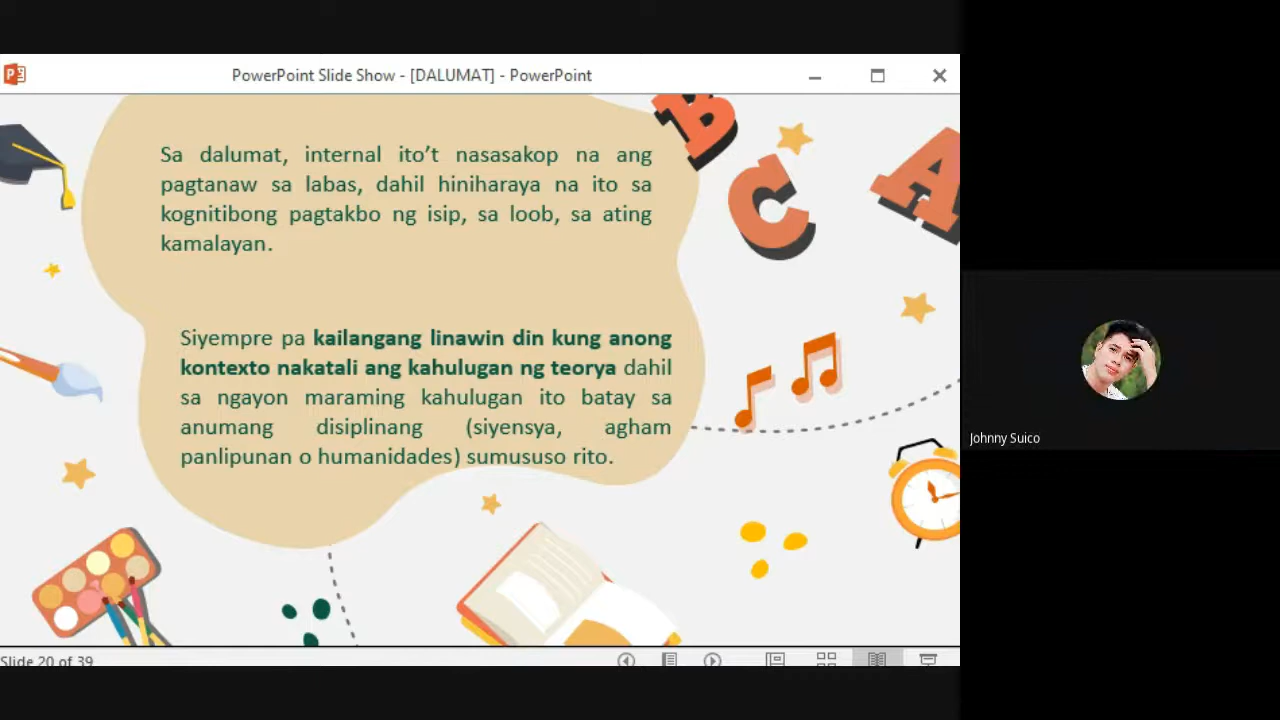 PowerPoint Slide Show - [DALUMAT] - PowerPoint
B
C
A
Sa dalumat, internal ito't nasasakop na ang
pagtanaw sa labas, dahil hiniharaya na ito sa
kognitibong pagtakbo ng isip, sa loob, sa ating
kamalayan.
Siyempre pa kailangang linawin din kung anong
kontexto nakatali ang kahulugan ng teorya dahil
sa ngayon maraming kahulugan ito batay sa
anumang disiplinang (siyensya, agham
panlipunan o humanidades) sumususo rito.
Johnny Suico
Slide 20 of 39